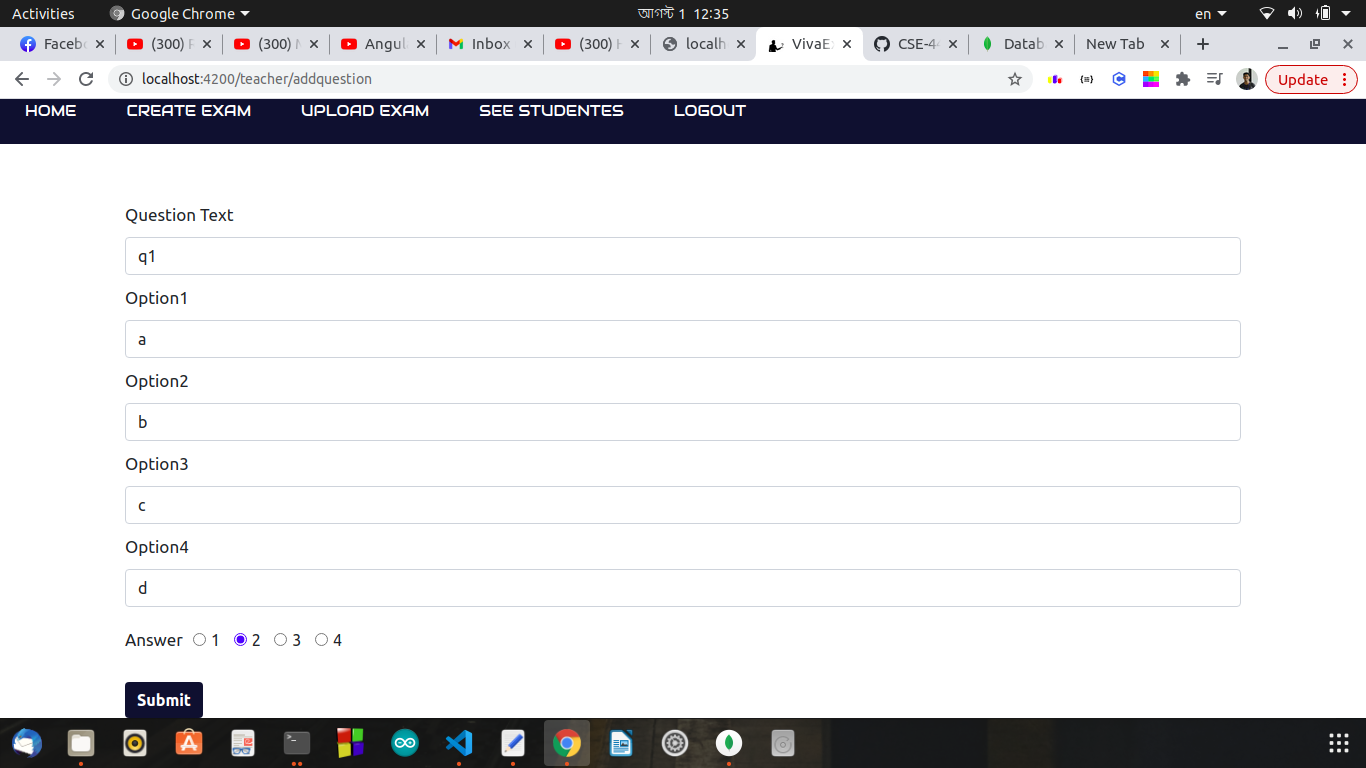 Activities Google Chrome আগস্ট 1 12:35 en
Faceb (300) F (300) M Angul Inbox (300) H localh VivaEx CSE-44 Datab New Tab
localhost:4200/teacher/addquestion Update
HOME CREATE EXAM UPLOAD EXAM SEE STUDENTES LOGOUT
Question Text
q1
Option1
a
Option2
b
Option3
c
Option4
d
Answer 1 2 3 4
Submit